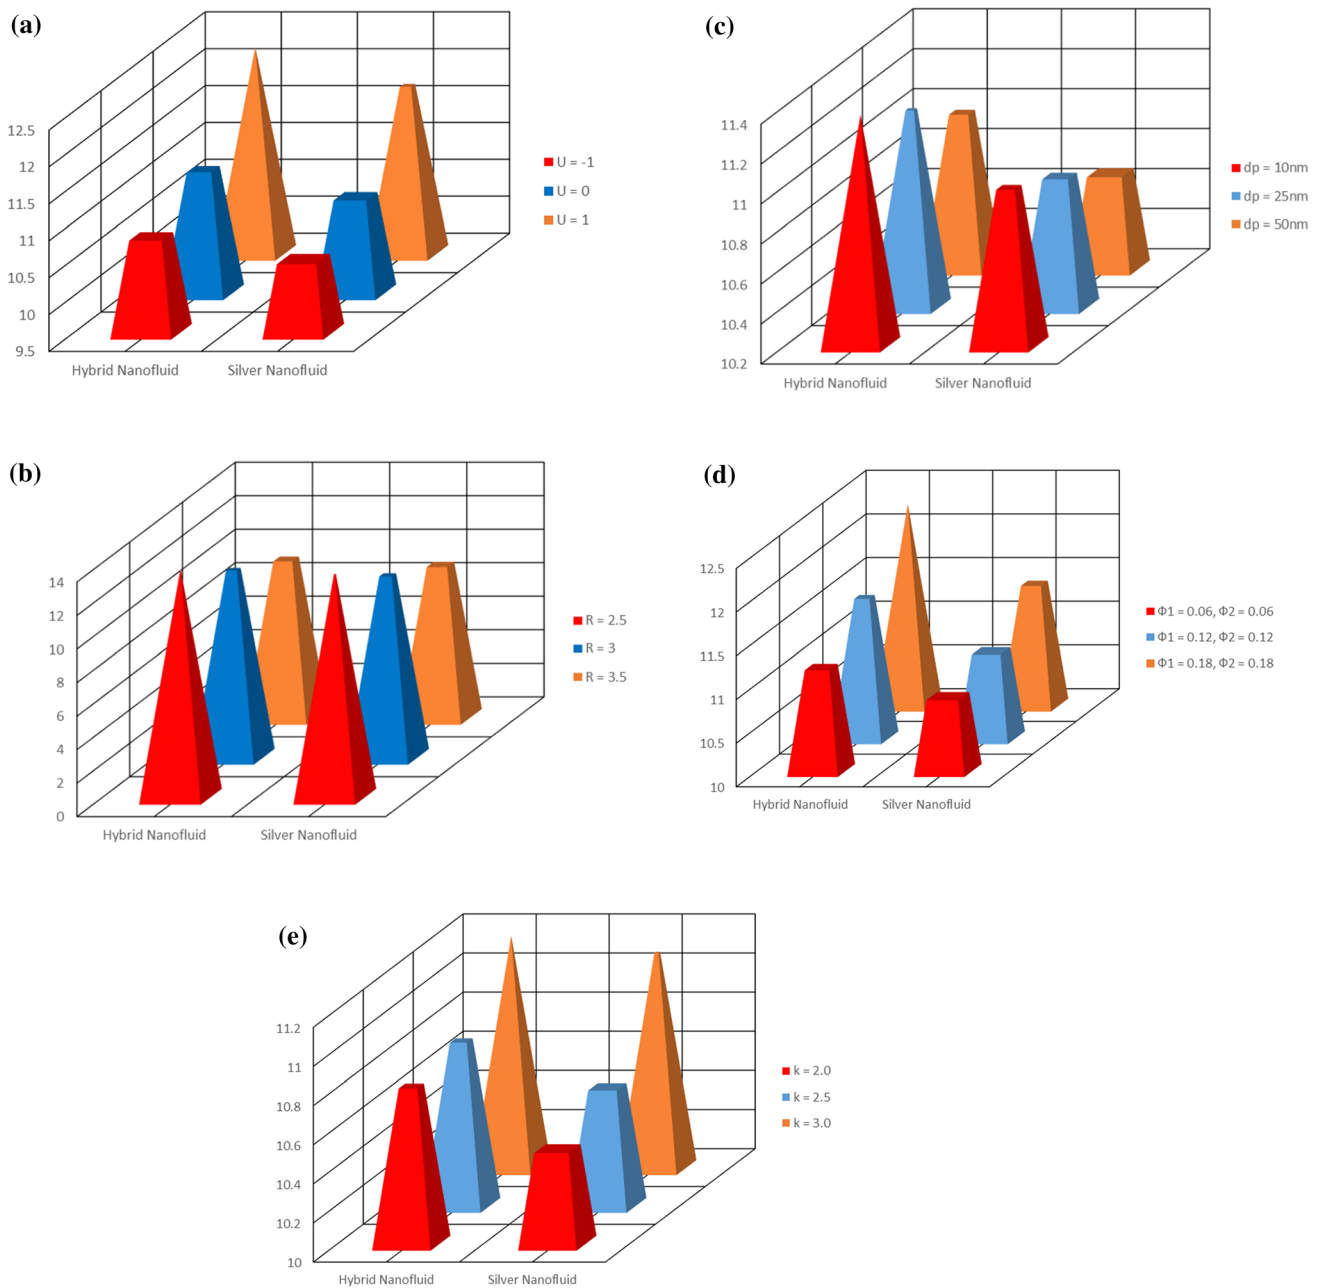 (a)
12.5
12
11.5
11
10.5
10
9.5
Hybrid Nanofluid
Silver Nanofluid
U = -1
U = 0
U = 1
(c)
11.4
11.2
11
10.8
10.6
10.4
10.2
Hybrid Nanofluid
Silver Nanofluid
dp = 10nm
dp = 25nm
dp = 50nm
(b)
14
12
10
8
6
4
2
0
Hybrid Nanofluid
Silver Nanofluid
R = 2.5
R = 3
R = 3.5
(d)
12.5
12
11.5
11
10.5
10
Hybrid Nanofluid
Silver Nanofluid
Φ1 = 0.06, Φ2 = 0.06
Φ1 = 0.12, Φ2 = 0.12
Φ1 = 0.18, Φ2 = 0.18
(e)
11.2
11
10.8
10.6
10.4
10.2
10
Hybrid Nanofluid
Silver Nanofluid
k = 2.0
k = 2.5
k = 3.0